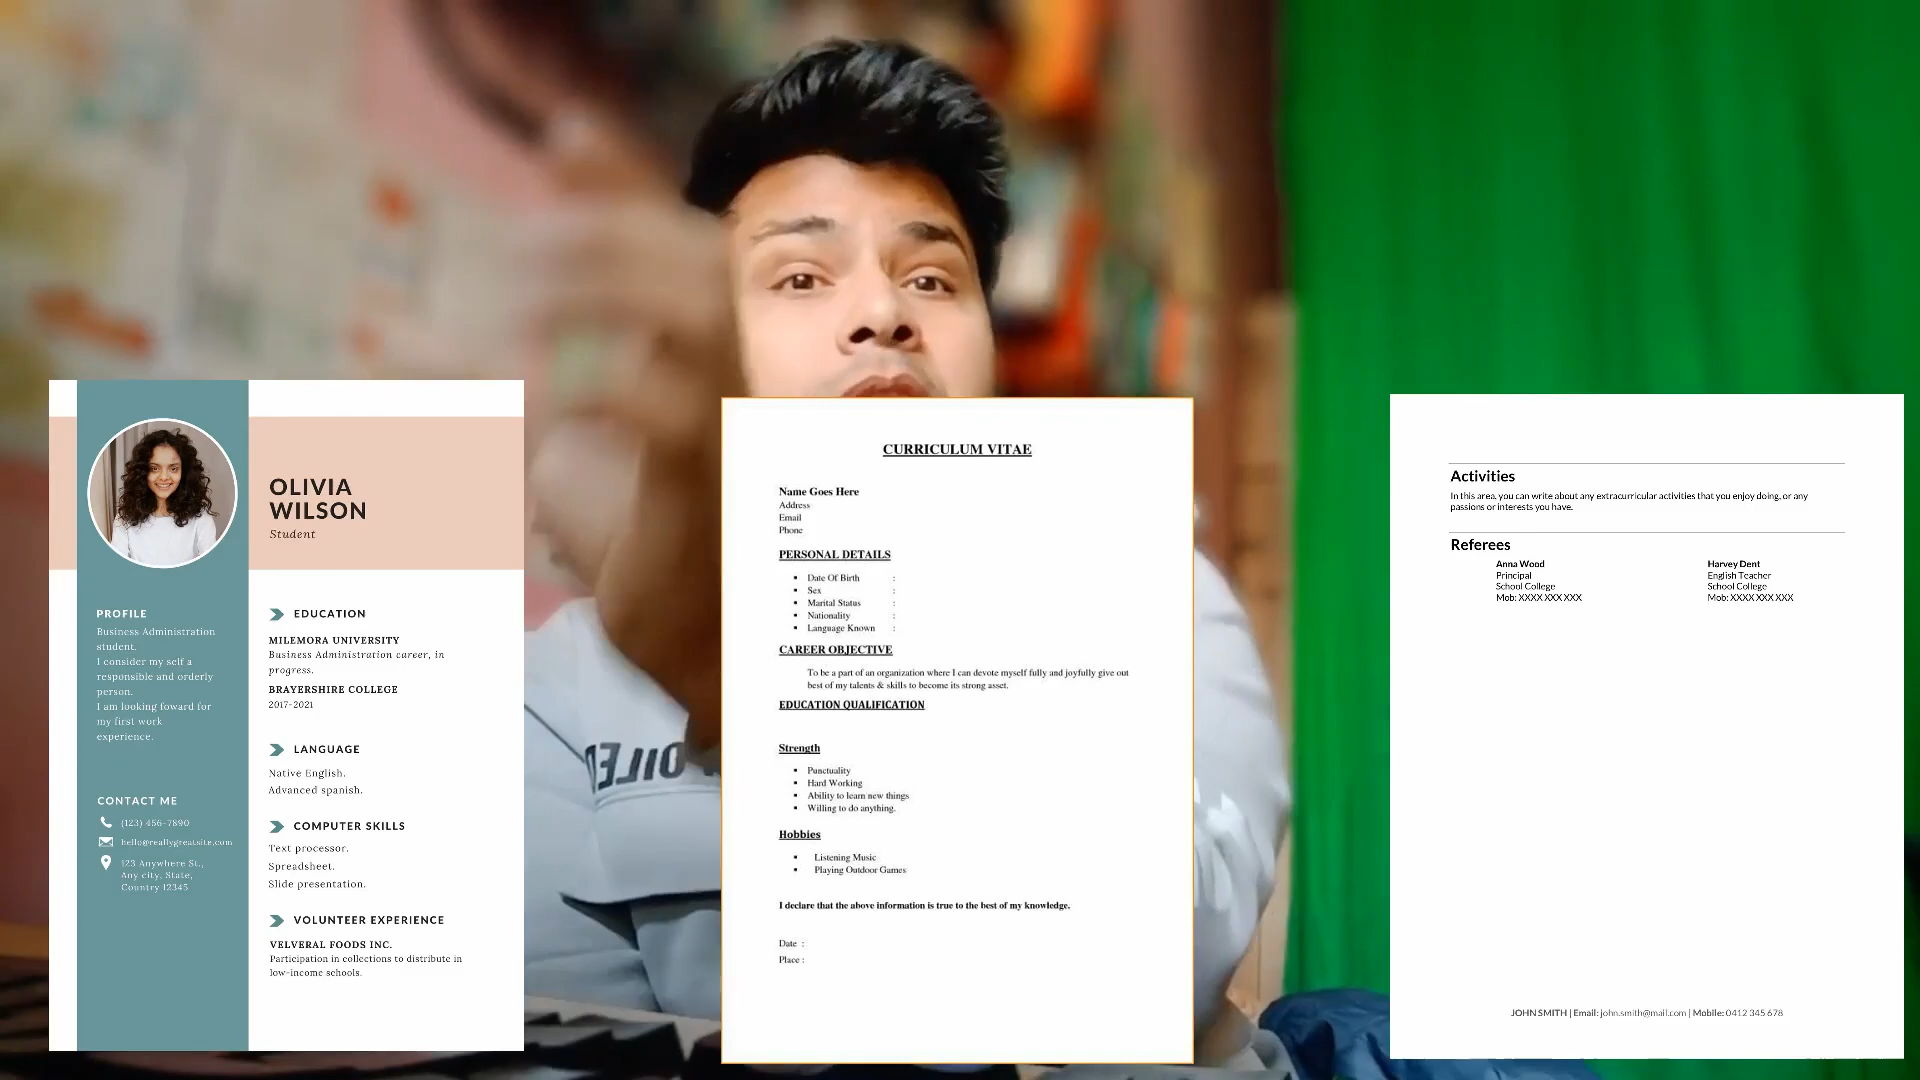 OLIVIA
WILSON
Student
PROFILE
Business Administration
student.
I consider my self a
responsible and orderly
person.
I am looking foward for
my first work
experience.
CONTACT ME
(123) 456-7890
hello@reallygreatsite.com
123 Anywhere St.,
Any city, State,
Country 12345
EDUCATION
MILEMORA UNIVERSITY
Business Administration career, in
progress.
BRAYERSHIRE COLLEGE
2017-2021
LANGUAGE
Native English.
Advanced spanish.
COMPUTER SKILLS
Text processor.
Spreadsheet.
Slide presentation.
VOLUNTEER EXPERIENCE
VELVERAL FOODS INC.
Participation in collections to distribute in
low-income schools.
CURRICULUM VITAE
Name Goes Here
Address
Email
Phone
PERSONAL DETAILS
Date Of Birth :
Sex :
Marital Status :
Nationality :
Language Known :
CAREER OBJECTIVE
To be a part of an organization where I can devote myself fully and joyfully give out
best of my talents & skills to become its strong asset.
EDUCATION QUALIFICATION
Strength
Punctuality
Hard Working
Ability to learn new things
Willing to do anything.
Hobbies
Listening Music
Playing Outdoor Games
I declare that the above information is true to the best of my knowledge.
Date :
Place :
Activities
In this area, you can write about any extracurricular activities that you enjoy doing, or any
passions or interests you have.
Referees
Anna Wood
Principal
School College
Mob: XXXX XXX XXX
Harvey Dent
English Teacher
School College
Mob: XXXX XXX XXX
JOHN SMITH | Email: john.smith@mail.com | Mobile: 0412 345 678